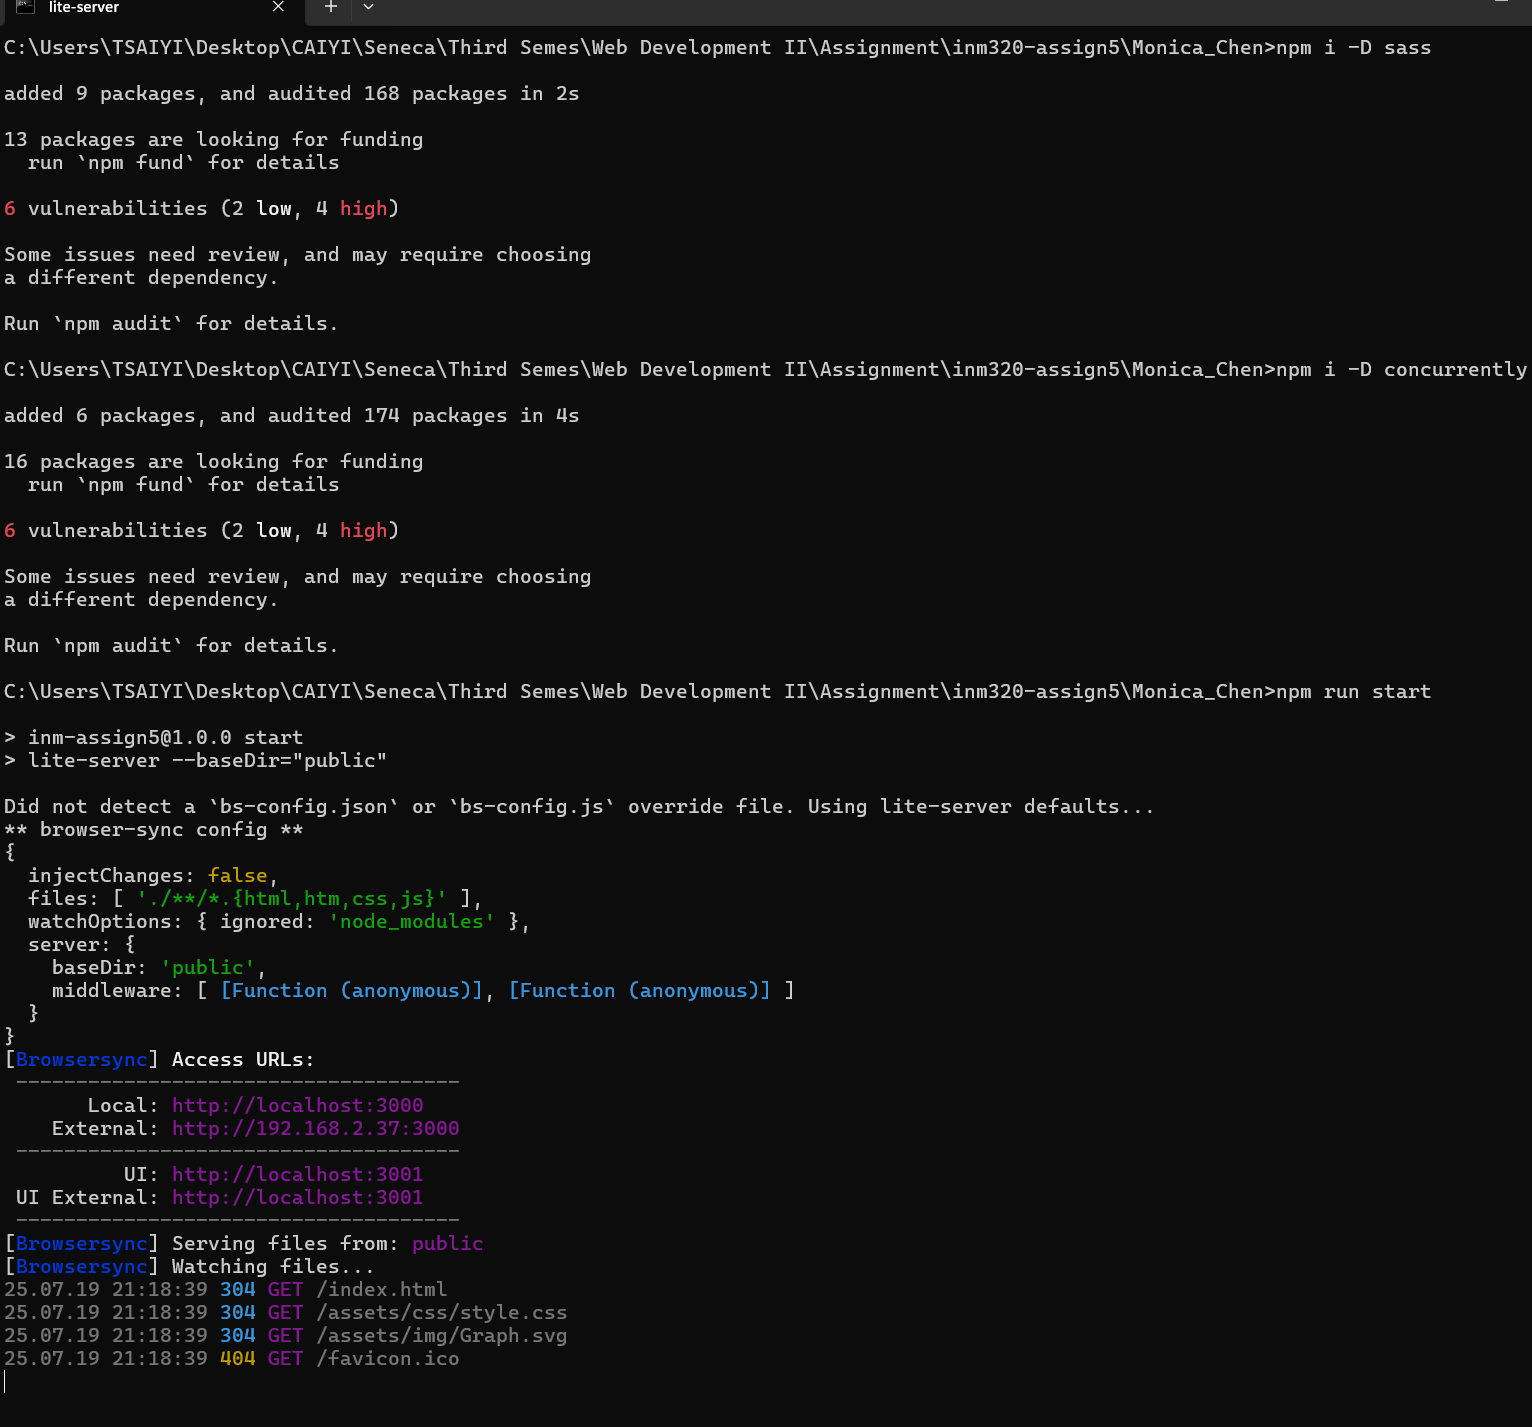 lite-server
C:\Users\TSAIYI\Desktop\CAIYI\Seneca\Third Semes\Web Development II\Assignment\inm320-assign5\Monica_Chen>npm i -D sass
added 9 packages, and audited 168 packages in 2s
13 packages are looking for funding
  run `npm fund` for details
6 vulnerabilities (2 low, 4 high)
Some issues need review, and may require choosing
a different dependency.
Run `npm audit` for details.
C:\Users\TSAIYI\Desktop\CAIYI\Seneca\Third Semes\Web Development II\Assignment\inm320-assign5\Monica_Chen>npm i -D concurrently
added 6 packages, and audited 174 packages in 4s
16 packages are looking for funding
  run `npm fund` for details
6 vulnerabilities (2 low, 4 high)
Some issues need review, and may require choosing
a different dependency.
Run `npm audit` for details.
C:\Users\TSAIYI\Desktop\CAIYI\Seneca\Third Semes\Web Development II\Assignment\inm320-assign5\Monica_Chen>npm run start
> inm-assign5@1.0.0 start
> lite-server --baseDir="public"
Did not detect a `bs-config.json` or `bs-config.js` override file. Using lite-server defaults...
** browser-sync config **
{
  injectChanges: false,
  files: [ './**/*.{html,htm,css,js}' ],
  watchOptions: { ignored: 'node_modules' },
  server: {
    baseDir: 'public',
    middleware: [ [Function (anonymous)], [Function (anonymous)] ]
  }
}
[Browsersync] Access URLs:
 -------------------------------------
       Local: http://localhost:3000
    External: http://192.168.2.37:3000
 -------------------------------------
          UI: http://localhost:3001
 UI External: http://localhost:3001
 -------------------------------------
[Browsersync] Serving files from: public
[Browsersync] Watching files...
25.07.19 21:18:39 304 GET /index.html
25.07.19 21:18:39 304 GET /assets/css/style.css
25.07.19 21:18:39 304 GET /assets/img/Graph.svg
25.07.19 21:18:39 404 GET /favicon.ico